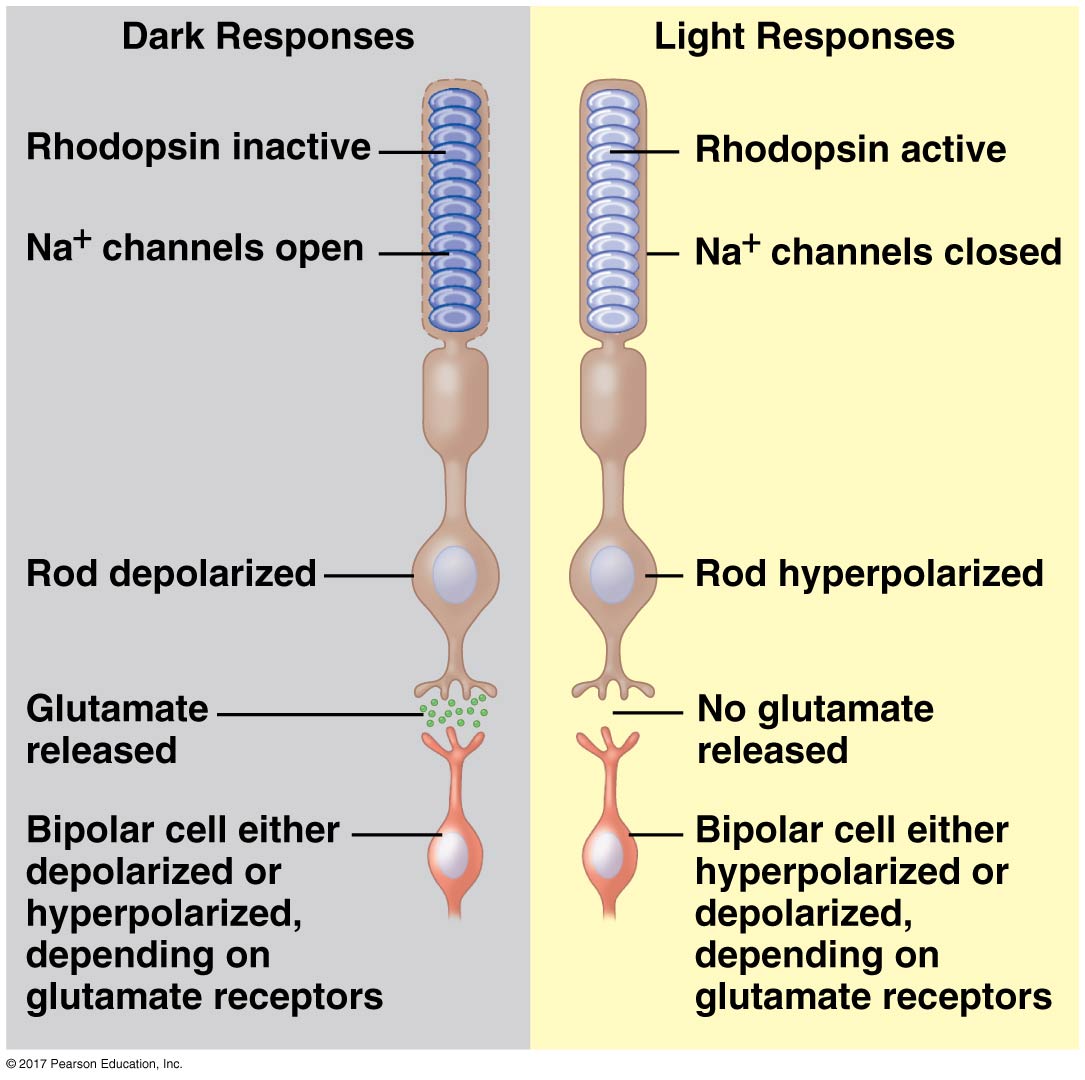 Dark Responses
Rhodopsin inactive
Na+ channels open
Rod depolarized
Glutamate
released
Bipolar cell either
depolarized or
hyperpolarized,
depending on
glutamate receptors
Light Responses
Rhodopsin active
Na+ channels closed
Rod hyperpolarized
No glutamate
released
Bipolar cell either
hyperpolarized or
depolarized,
depending on
glutamate receptors
© 2017 Pearson Education, Inc.